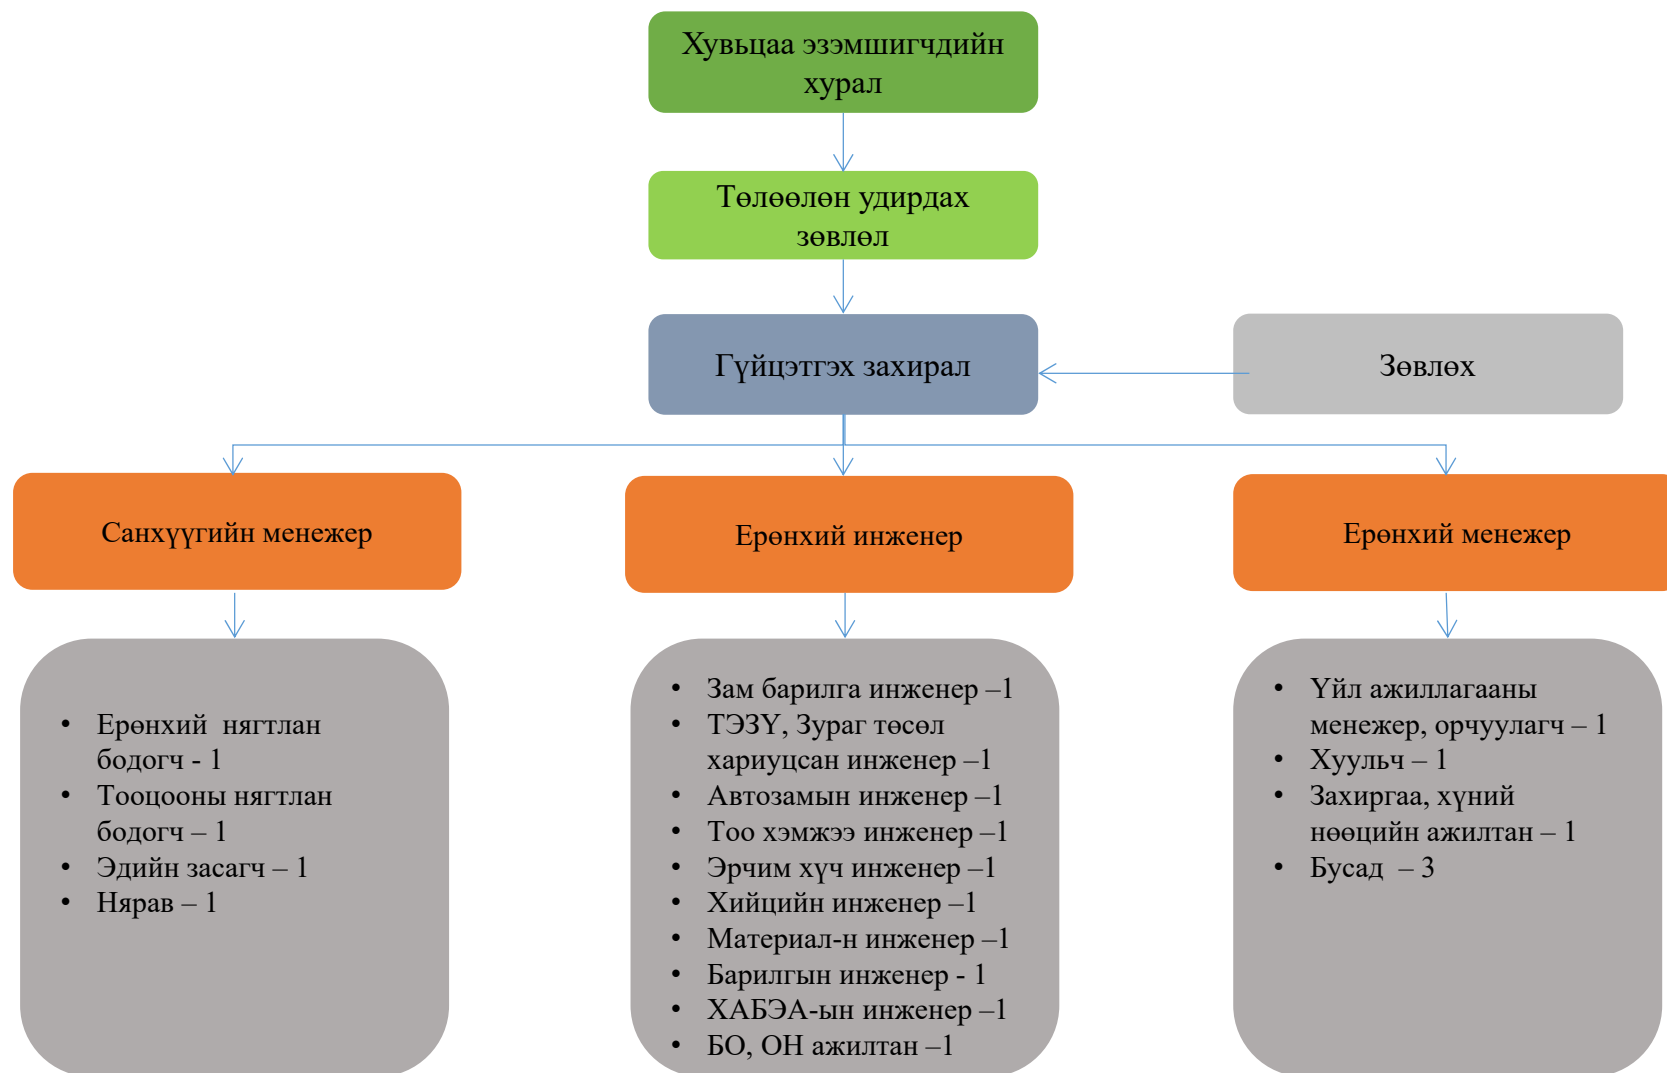 Хувьцаа эзэмшигчдийн
хурал
Төлөөлөн удирдах
зөвлөл
Гүйцэтгэх захирал
Зөвлөх
Санхүүгийн менежер
Ерөнхий инженер
Ерөнхий менежер
• Ерөнхий нягтлан
бодогч - 1
• Тооцооны нягтлан
бодогч – 1
• Эдийн засагч – 1
• Нярав – 1
• Зам барилга инженер –1
• ТЭЗҮ, Зураг төсөл
хариуцсан инженер –1
• Автозамын инженер –1
• Тоо хэмжээ инженер –1
• Эрчим хүч инженер –1
• Хийцийн инженер –1
• Материал-н инженер –1
• Барилгын инженер - 1
• ХАБЭА-ын инженер –1
• БО, ОН ажилтан –1
• Үйл ажиллагааны
менежер, орчуулагч – 1
• Хуульч – 1
• Захиргаа, хүний
нөөцийн ажилтан – 1
• Бусад – 3